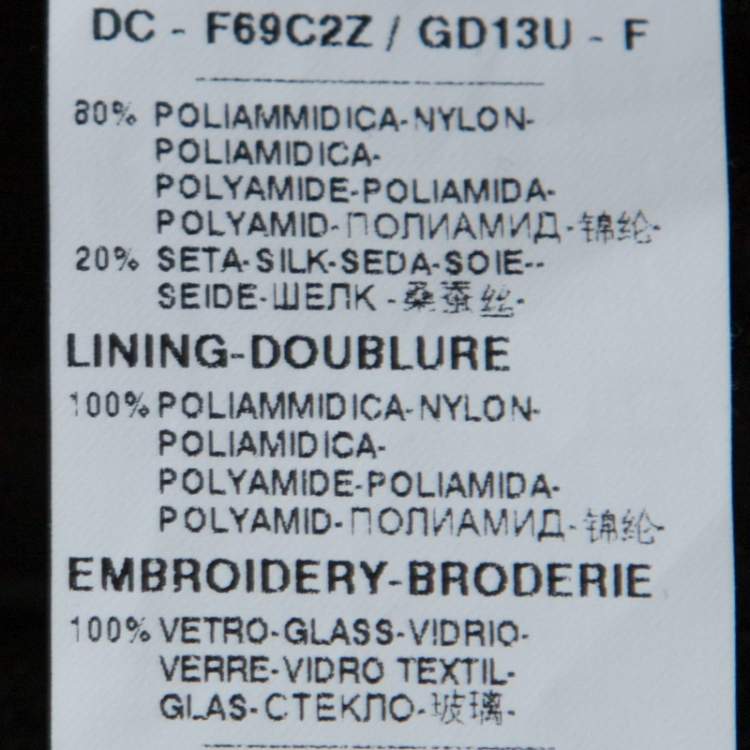 DC - F69C2Z / GD13U - F
80% POLIAMMIDICA-NYLON-
POLIAMIDICA-
POLYAMIDE-POLIAMIDA-
POLYAMID-ПОЛИАМИД-锦纶-
20% SETA-SILK-SEDA-SOIE--
SEIDE-ШЕЛК-桑蚕丝-
LINING-DOUBLURE
100% POLIAMMIDICA-NYLON-
POLIAMIDICA-
POLYAMIDE-POLIAMIDA-
POLYAMID-ПОЛИАМИД-锦纶-
EMBROIDERY-BRODERIE
100% VETRO-GLASS-VIDRIO-
VERRE-VIDRO TEXTIL-
GLAS-СТЕКЛО-玻璃-